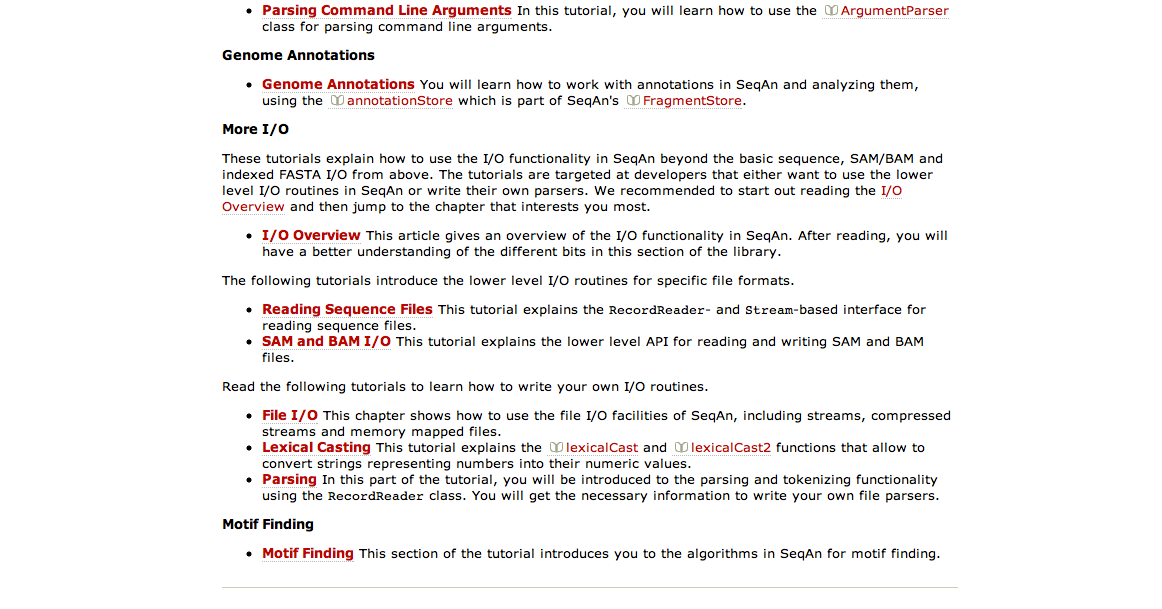 • Parsing Command Line Arguments In this tutorial, you will learn how to use the ArgumentParser
class for parsing command line arguments.
Genome Annotations
• Genome Annotations You will learn how to work with annotations in SeqAn and analyzing them,
using the annotationStore which is part of SeqAn's FragmentStore.
More I/O
These tutorials explain how to use the I/O functionality in SeqAn beyond the basic sequence, SAM/BAM and
indexed FASTA I/O from above. The tutorials are targeted at developers that either want to use the lower
level I/O routines in SeqAn or write their own parsers. We recommended to start out reading the I/O
Overview and then jump to the chapter that interests you most.
• I/O Overview This article gives an overview of the I/O functionality in SeqAn. After reading, you will
have a better understanding of the different bits in this section of the library.
The following tutorials introduce the lower level I/O routines for specific file formats.
• Reading Sequence Files This tutorial explains the RecordReader- and Stream-based interface for
reading sequence files.
• SAM and BAM I/O This tutorial explains the lower level API for reading and writing SAM and BAM
files.
Read the following tutorials to learn how to write your own I/O routines.
• File I/O This chapter shows how to use the file I/O facilities of SeqAn, including streams, compressed
streams and memory mapped files.
• Lexical Casting This tutorial explains the lexicalCast and lexicalCast2 functions that allow to
convert strings representing numbers into their numeric values.
• Parsing In this part of the tutorial, you will be introduced to the parsing and tokenizing functionality
using the RecordReader class. You will get the necessary information to write your own file parsers.
Motif Finding
• Motif Finding This section of the tutorial introduces you to the algorithms in SeqAn for motif finding.